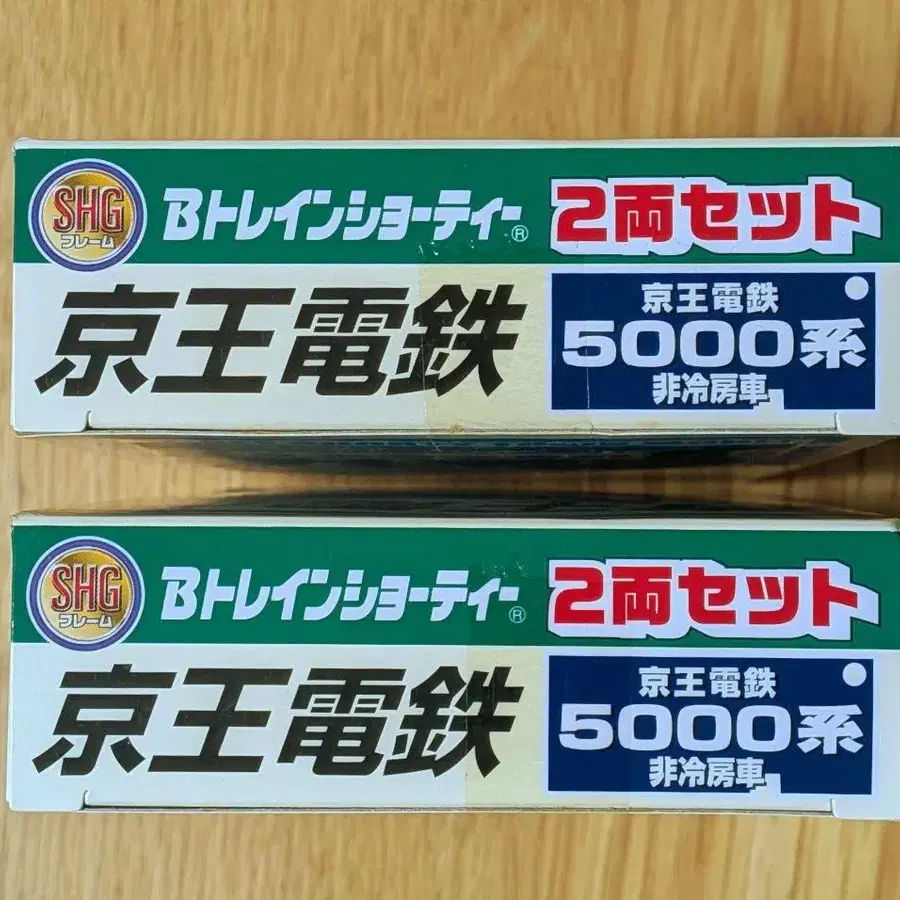 SHG
フレーム
Bトレインショーティー®
2両セット
京王電鉄
京王電鉄
5000系
非冷房車
SHG
フレーム
Bトレインショーティー®
2両セット
京王電鉄
京王電鉄
5000系
非冷房車